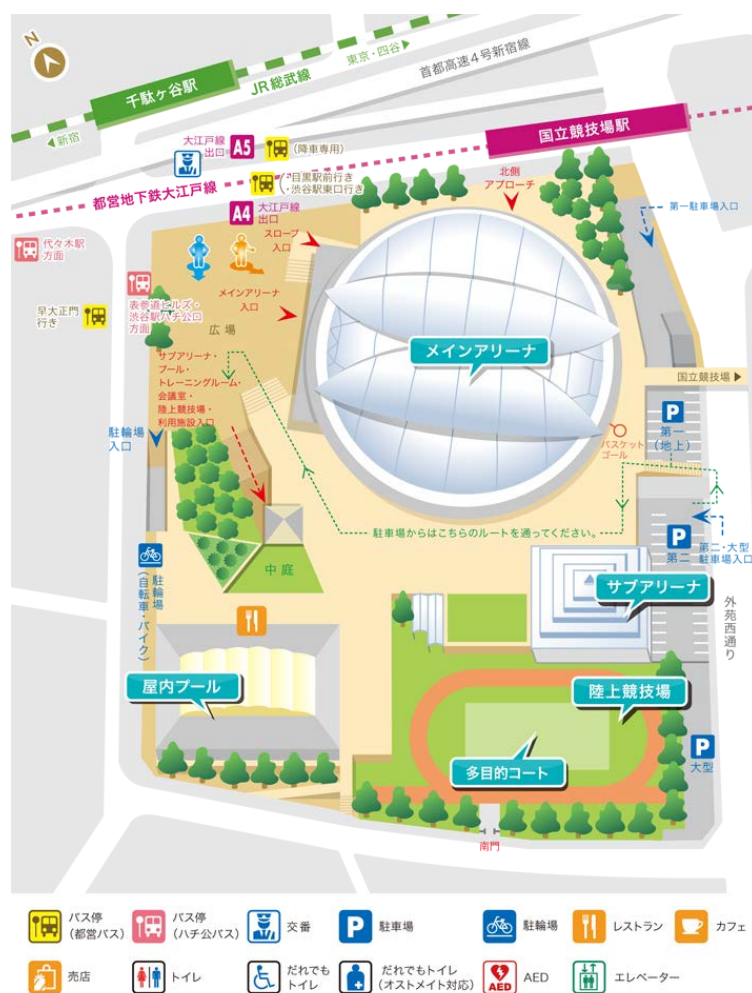 N
千駄ヶ谷駅
JR総武線
東京・四谷▶
首都高速4号新宿線
◀新宿
国立競技場駅
大江戸線
出口
A5
(降車専用)
目黒駅前行き
・渋谷駅東口行き
都営地下鉄大江戸線
A4
大江戸線
出口
北側
アプローチ
第一駐車場入口
スロープ
入口
代々木駅
方面
表参道ヒルズ・
渋谷駅ハチ公口
方面
早大正門
行き
メインアリーナ
入口
広場
メインアリーナ
サブアリーナ・
プール・
トレーニングルーム・
会議室・
陸上競技場・
利用施設入口
国立競技場▶
P
第一
(地上)
バスケット
ゴール
駐輪場
入口
駐車場からはこちらのルートを通ってください。
P
第二
第二・大型
駐車場入口
中庭
駐輪場
(自転車・バイク)
サブアリーナ
外苑西通り
屋内プール
陸上競技場
多目的コート
P
大型
南門
バス停
(都営バス)
バス停
(ハチ公バス)
交番
P
駐車場
駐輪場
レストラン
カフェ
売店
トイレ
だれでも
トイレ
だれでもトイレ
(オストメイト対応)
AED
AED
エレベーター